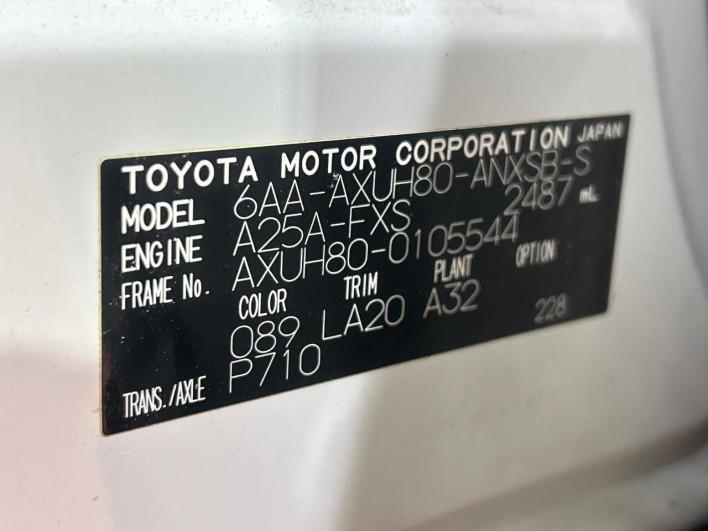 TOYOTA MOTOR CORPORATION JAPAN
MODEL 6AA-AXUH80-ANXSB-S
ENGINE A25A-FXS 2487 mL
FRAME No. AXUH80-0105544
COLOR TRIM PLANT OPTION
089 LA20 A32 228
TRANS./AXLE P710